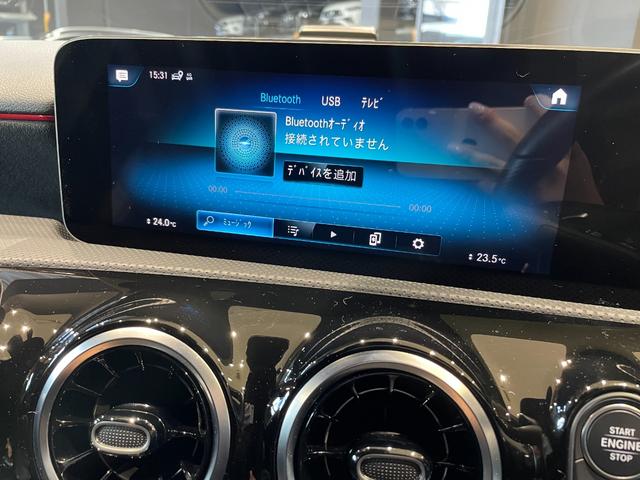 15:31
Bluetooth USB ﾃﾚﾋﾞ
Bluetoothｵｰﾃﾞｨｵ
接続されていません
ﾃﾞﾊﾞｲｽを追加
00:00 00:00
24.0℃ ﾐｭｰｼﾞｯｸ 23.5℃
START
ENGINE
STOP